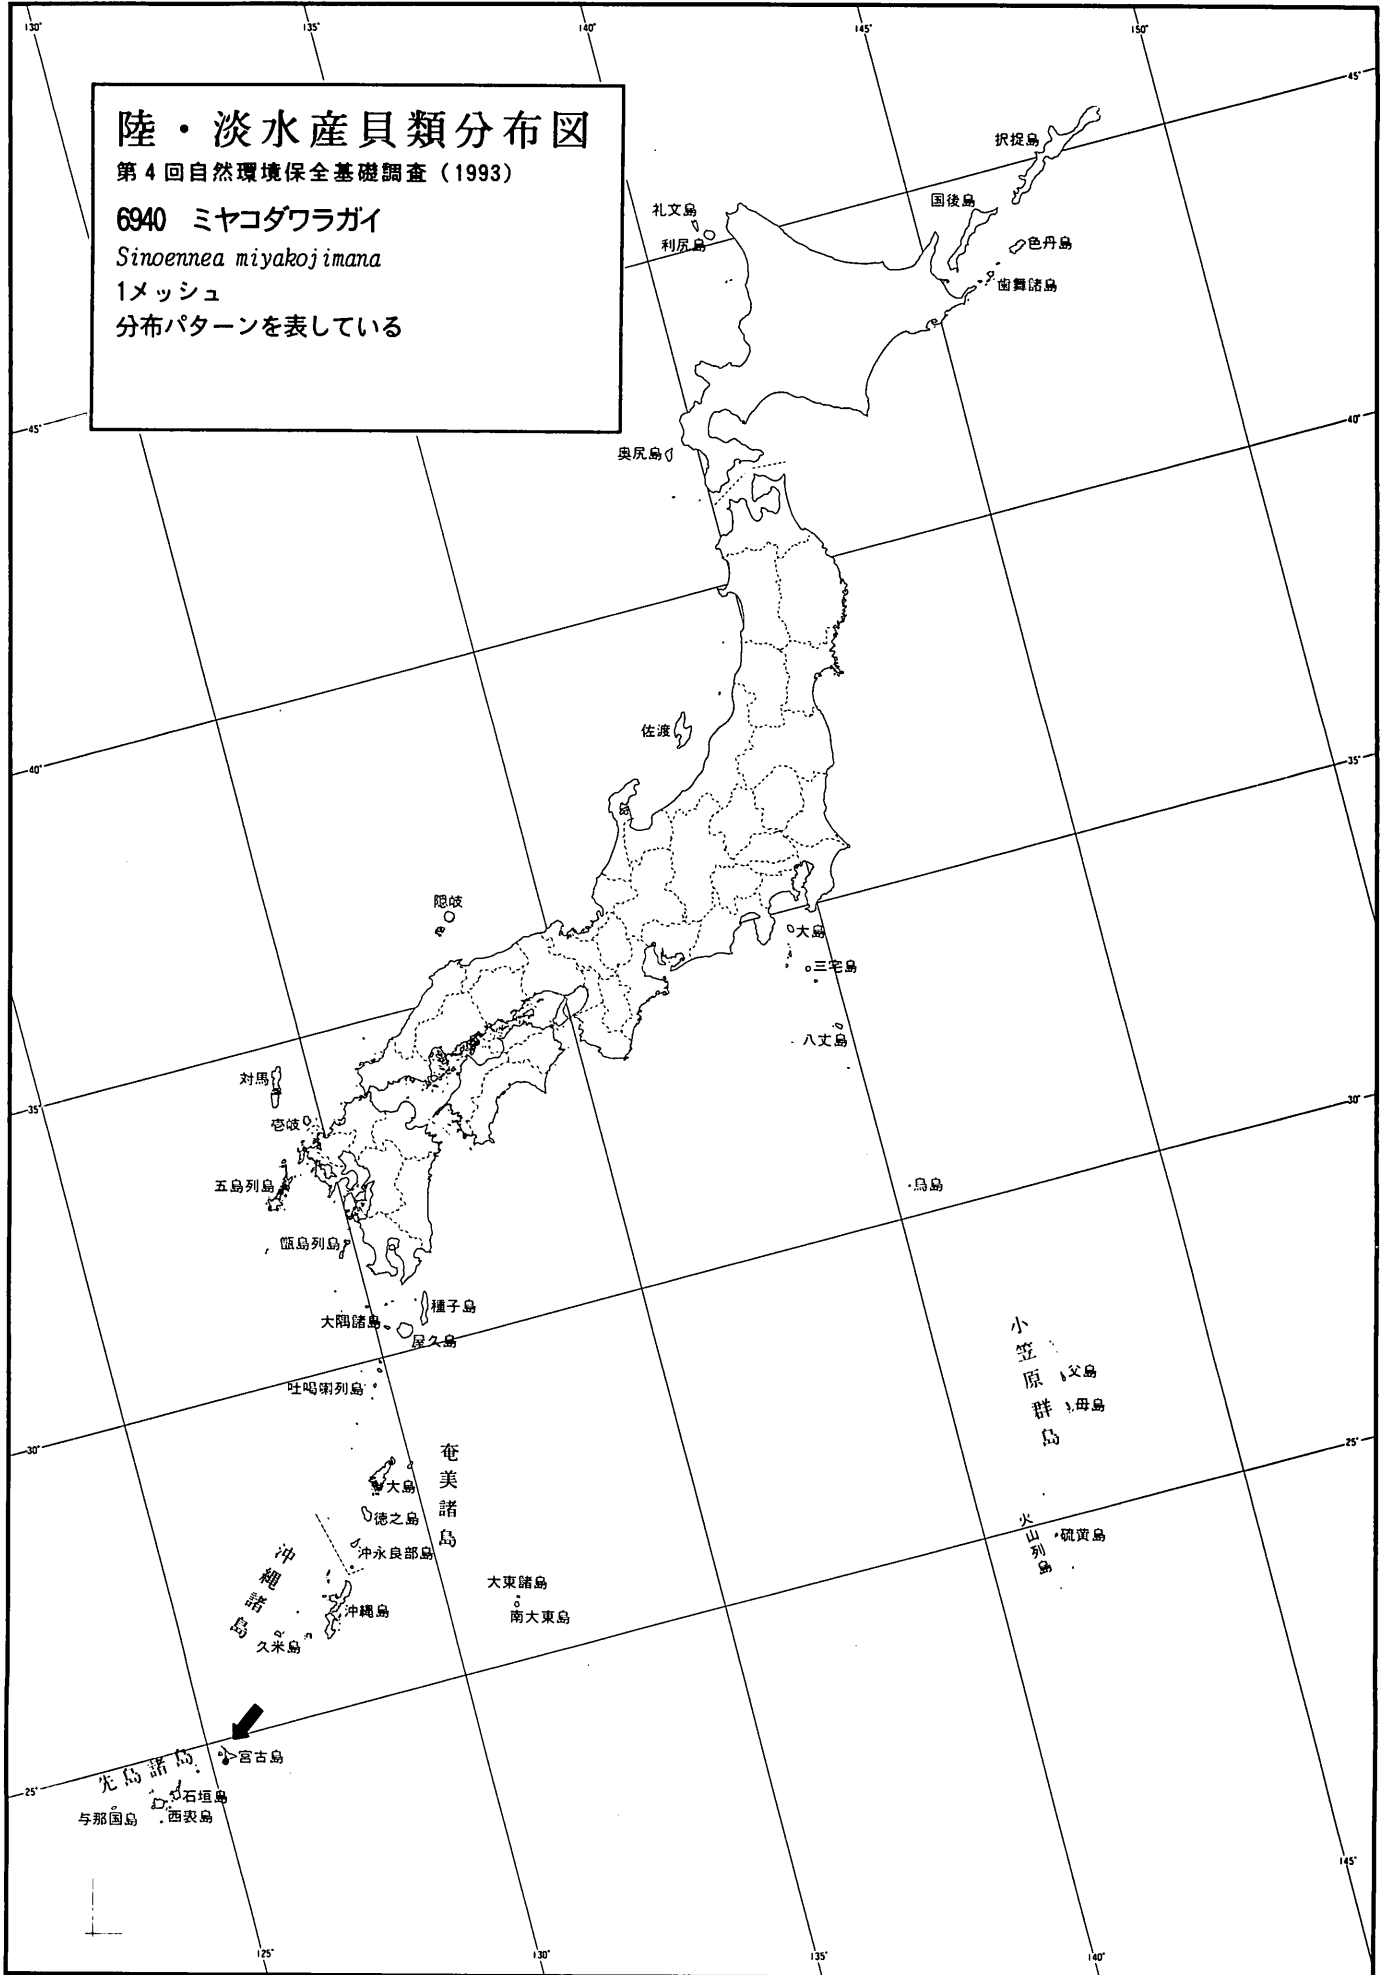 130°
135°
140°
145°
150°
陸・淡水産貝類分布図
第4回自然環境保全基礎調査（1993）
6940 ミヤコダワラガイ
Sinoennea miyakojimana
1メッシュ
分布パターンを表している
45°
択捉島
国後島
礼文島
利尻島
色丹島
歯舞諸島
45°
40°
奥尻島
佐渡
40°
35°
隠岐
大島
三宅島
八丈島
対馬
35°
壱岐
30°
五島列島
鳥島
甑島列島
種子島
大隅諸島
屋久島
吐噶喇列島
小笠原群島
父島
母島
30°
25°
奄美諸島
大島
徳之島
沖永良部島
火山列島
硫黄島
沖縄諸島
大東諸島
南大東島
沖縄島
久米島
先島諸島
宮古島
25°
石垣島
与那国島
西表島
145°
125°
130°
135°
140°